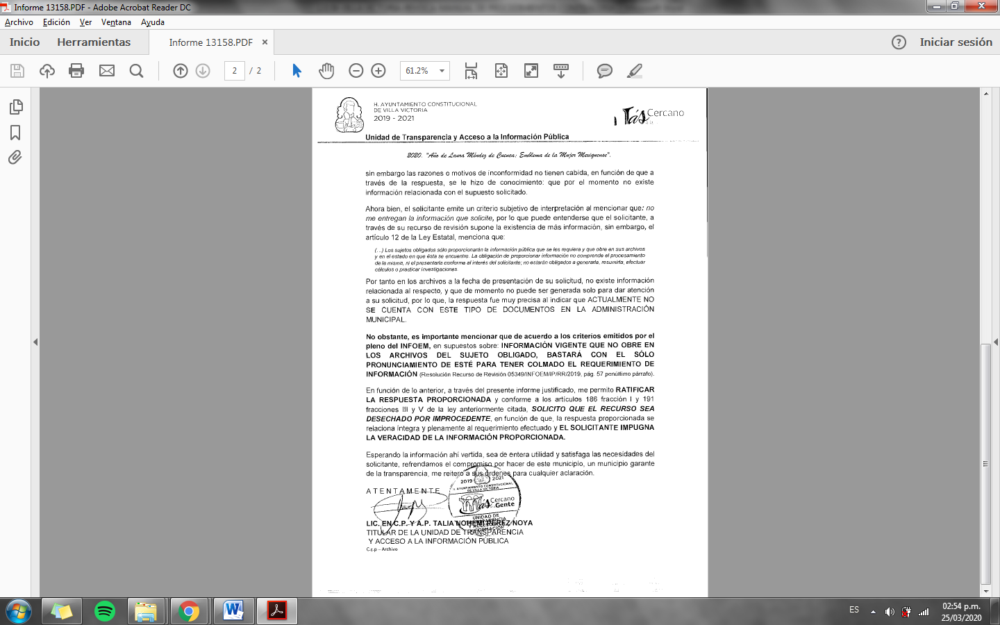 Informe 13158.PDF - Adobe Acrobat Reader DC
Archivo Edición Ver Ventana Ayuda
Inicio Herramientas Informe 13158.PDF × Iniciar sesión
2 / 2 61.2%
H. AYUNTAMIENTO CONSTITUCIONAL
DE VILLA VICTORIA
2019 - 2021
Cercano
Unidad de Transparencia y Acceso a la Información Pública
2020. "Año de Laura Méndez de Cuenca; Emblema de la Mujer Mexiquense".
sin embargo las razones o motivos de inconformidad no tienen cabida, en función de que a
través de la respuesta, se le hizo de conocimiento: que por el momento no existe
información relacionada con el supuesto solicitado.
Ahora bien, el solicitante emite un criterio subjetivo de interpretación al mencionar que: no
me entregan la información que solicite, por lo que puede entenderse que el solicitante, a
través de su recurso de revisión supone la existencia de más información, sin embargo, el
artículo 12 de la Ley Estatal, menciona que:
(…) Los sujetos obligados sólo proporcionarán la información pública que se les requiera y que obre en sus archivos
y en el estado en que ésta se encuentre. La obligación de proporcionar información no comprende el procesamiento
de la misma, ni el presentarla conforme al interés del solicitante; no estarán obligados a generarla, resumirla, efectuar
cálculos o practicar investigaciones.
Por tanto en los archivos a la fecha de presentación de su solicitud, no existe información
relacionada al respecto, y que de momento no puede ser generada solo para dar atención
a su solicitud, por lo que, la respuesta fue muy precisa al indicar que ACTUALMENTE NO
SE CUENTA CON ESTE TIPO DE DOCUMENTOS EN LA ADMINISTRACIÓN
MUNICIPAL.
No obstante, es importante mencionar que de acuerdo a los criterios emitidos por el
pleno del INFOEM, en supuestos sobre: INFORMACIÓN VIGENTE QUE NO OBRE EN
LOS ARCHIVOS DEL SUJETO OBLIGADO, BASTARÁ CON EL SÓLO
PRONUNCIAMIENTO DE ESTÉ PARA TENER COLMADO EL REQUERIMIENTO DE
INFORMACIÓN (Resolución Recurso de Revisión 05349/INFOEM/IP/RR/2019, pág. 57 penúltimo párrafo).
En función de lo anterior, a través del presente informe justificado, me permito RATIFICAR
LA RESPUESTA PROPORCIONADA y conforme a los artículos 186 fracción I y 191
fracciones III y V de la ley anteriormente citada, SOLICITO QUE EL RECURSO SEA
DESECHADO POR IMPROCEDENTE, en función de que, la respuesta proporcionada se
relaciona íntegra y plenamente al requerimiento efectuado y EL SOLICITANTE IMPUGNA
LA VERACIDAD DE LA INFORMACIÓN PROPORCIONADA.
Esperando la información ahí vertida, sea de entera utilidad y satisfaga las necesidades del
solicitante, refrendamos el compromiso por hacer de este municipio, un municipio garante
de la transparencia, me reitero a sus órdenes para cualquier aclaración.
A T E N T A M E N T E
2019 2021
H. AYUNTAMIENTO CONSTITUCIONAL
DE VILLA VICTORIA
Más Cercano
Gente
UNIDAD DE
TRANSPARENCIA
Y ACCESO A LA
INFORMACIÓN
LIC. EN C.P. Y A.P. TALIA NOHEMI PEREZ NOYA
TITULAR DE LA UNIDAD DE TRANSPARENCIA
Y ACCESO A LA INFORMACIÓN PÚBLICA
C.c.p – Archivo
ES 02:54 p.m.
25/03/2020